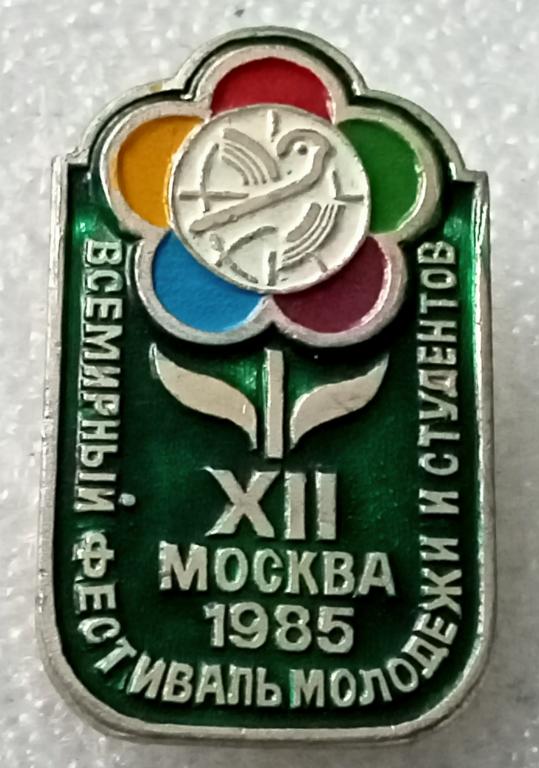 ВСЕМИРНЫЙ ФЕСТИВАЛЬ МОЛОДЕЖИ И СТУДЕНТОВ
XII
МОСКВА
1985